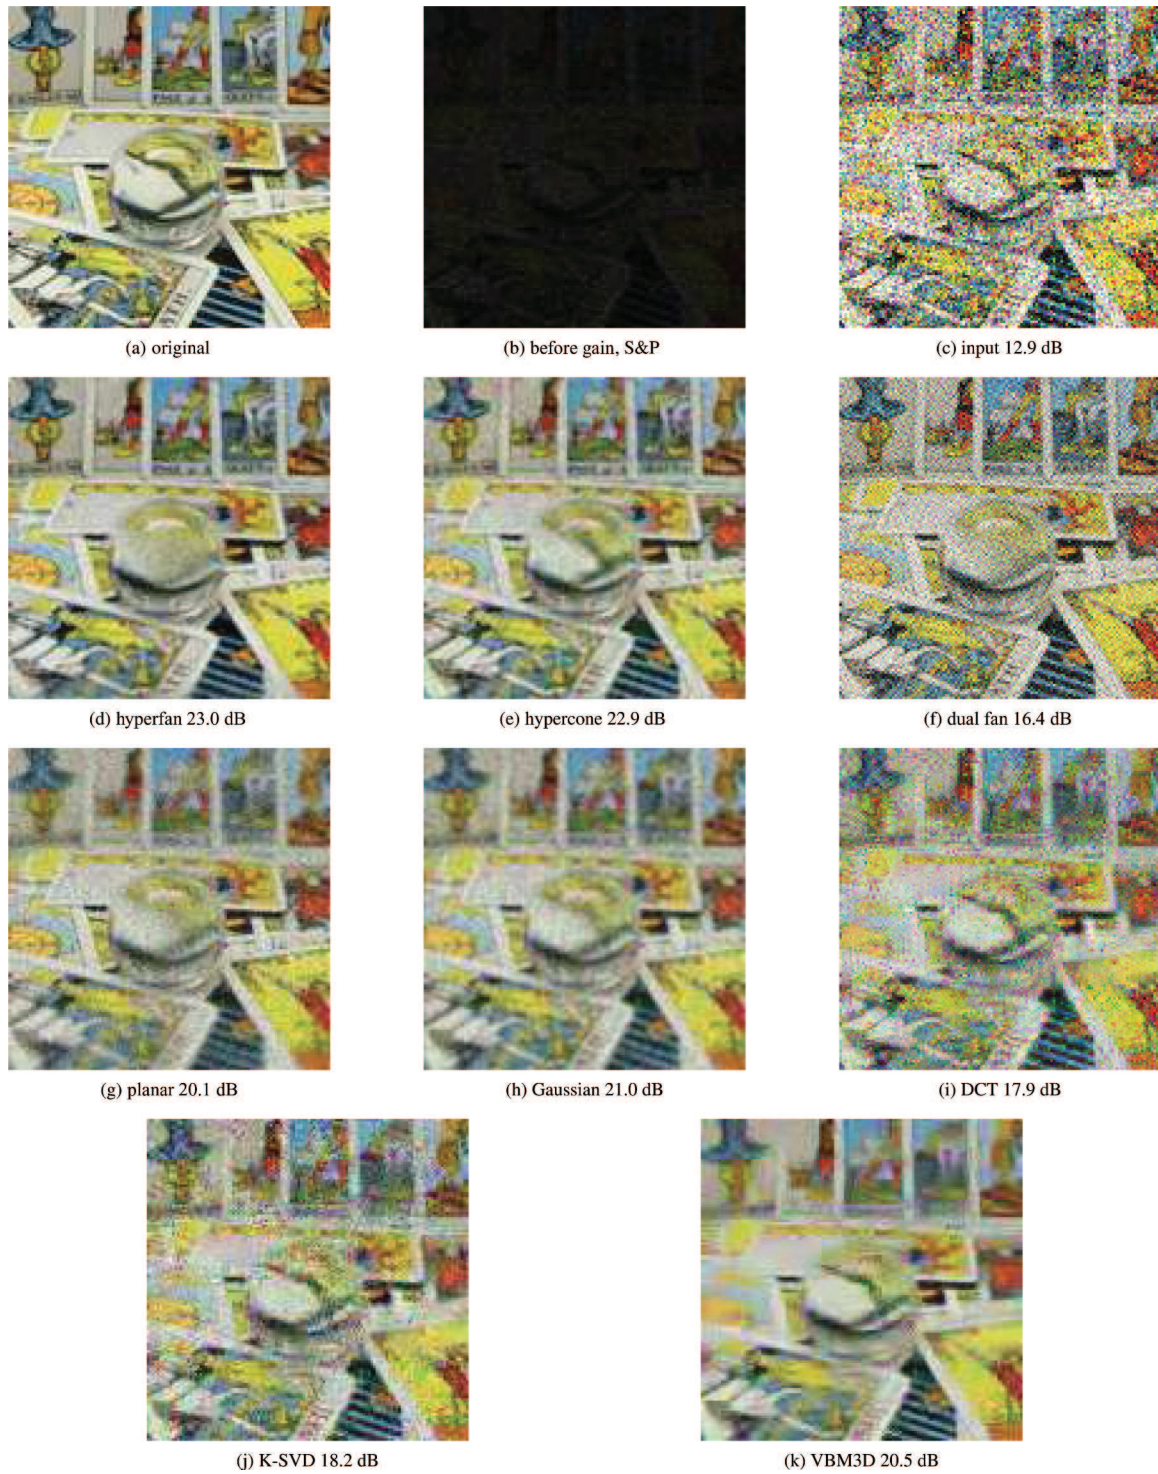 (a) original
(b) before gain, S&P
(c) input 12.9 dB
(d) hyperfan 23.0 dB
(e) hypercone 22.9 dB
(f) dual fan 16.4 dB
(g) planar 20.1 dB
(h) Gaussian 21.0 dB
(i) DCT 17.9 dB
(j) K-SVD 18.2 dB
(k) VBM3D 20.5 dB